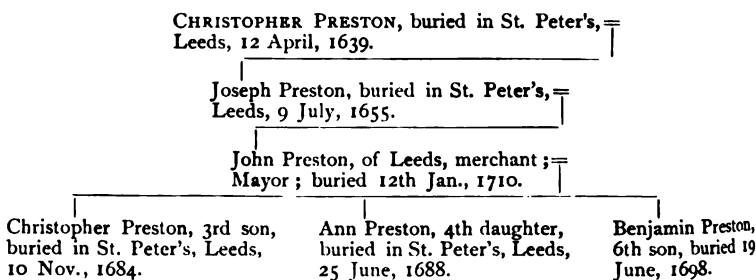 CHRISTOPHER PRESTON, buried in St. Peter's,=
Leeds, 12 April, 1639.
Joseph Preston, buried in St. Peter's,=
Leeds, 9 July, 1655.
John Preston, of Leeds, merchant ;=
Mayor ; buried 12th Jan., 1710.
Christopher Preston, 3rd son,
buried in St. Peter's, Leeds,
10 Nov., 1684.
Ann Preston, 4th daughter,
buried in St. Peter's, Leeds,
25 June, 1688.
Benjamin Preston,
6th son, buried 19
June, 1698.